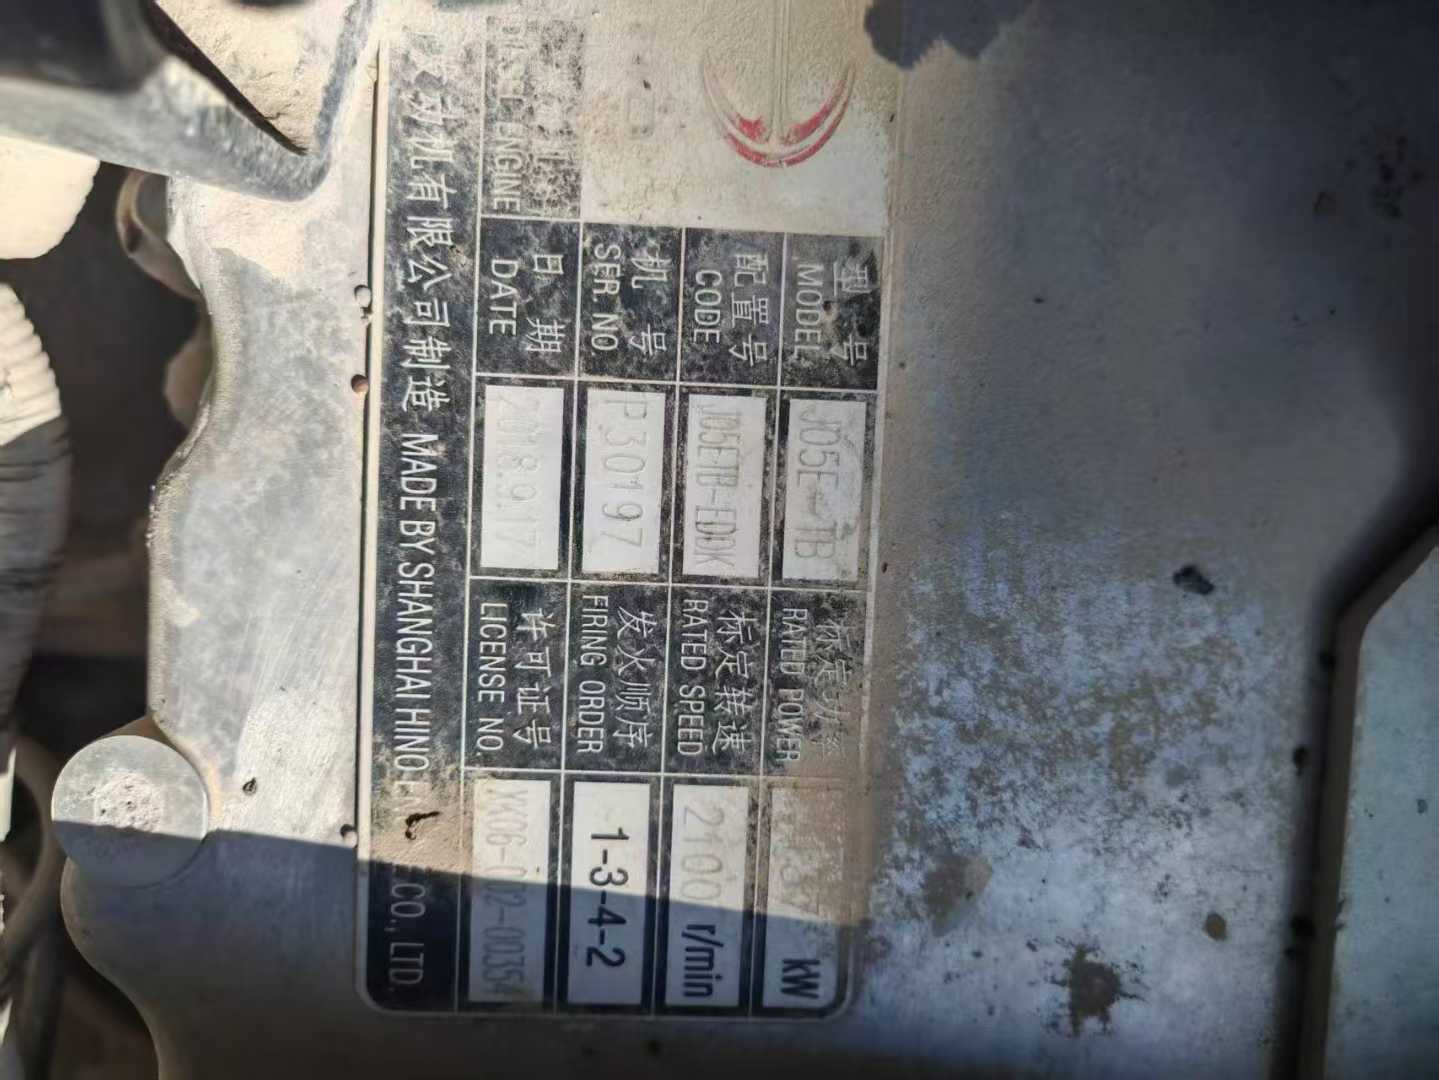 DIESEL ENGINE
型号 MODEL J05E-TB 标定功率 RATED POWER kW
配置号 CODE 标定转速 RATED SPEED 2100 r/min
机号 SER. NO. P30197 发火顺序 FIRING ORDER 1-3-4-2
日期 DATE 2018.9.17 许可证号 LICENSE NO.
发动机有限公司制造 MADE BY SHANGHAI HINO ENGINE CO., LTD.